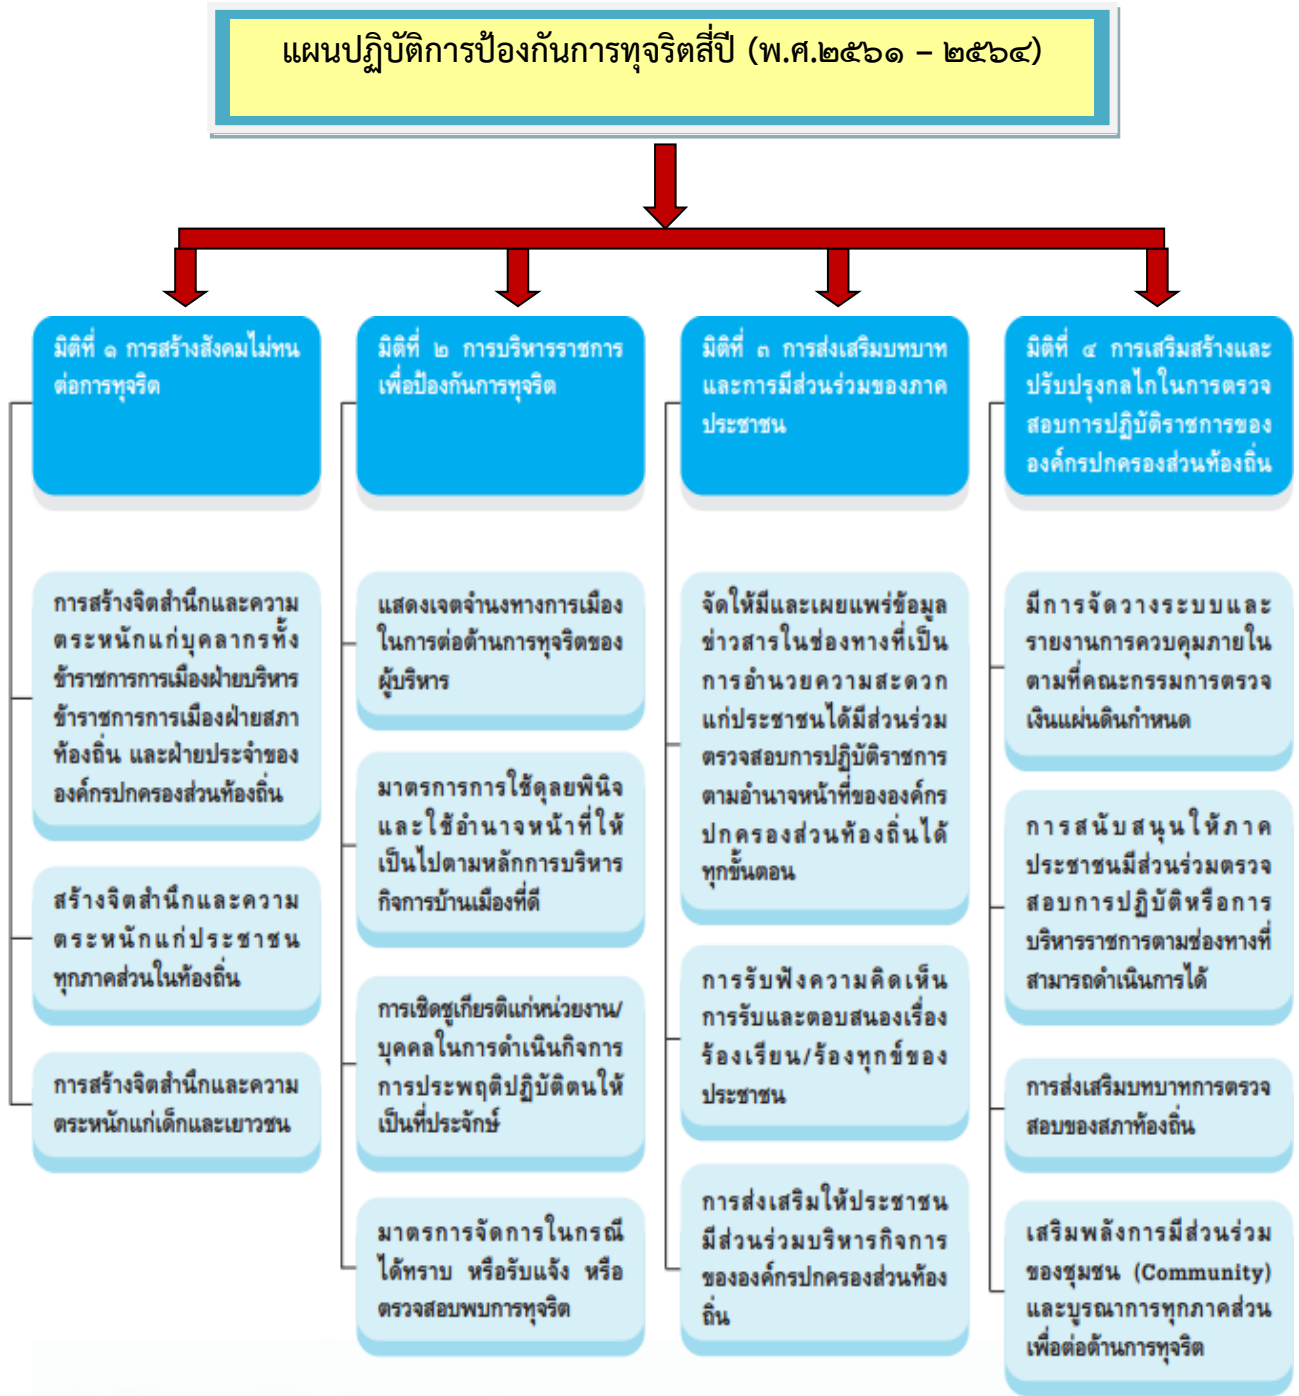 แผนปฏิบัติการป้องกันการทุจริตสี่ปี (พ.ศ.๒๕๖๑ – ๒๕๖๔)
มิติที่ ๑ การสร้างสังคมไม่ทน
ต่อการทุจริต
การสร้างจิตสำนึกและความ
ตระหนักแก่บุคลากรทั้ง
ข้าราชการการเมืองฝ่ายบริหาร
ข้าราชการการเมืองฝ่ายสภา
ท้องถิ่น และฝ่ายประจำของ
องค์กรปกครองส่วนท้องถิ่น
สร้างจิตสำนึกและความ
ตระหนักแก่ประชาชน
ทุกภาคส่วนในท้องถิ่น
การสร้างจิตสำนึกและความ
ตระหนักแก่เด็กและเยาวชน
มิติที่ ๒ การบริหารราชการ
เพื่อป้องกันการทุจริต
แสดงเจตจำนงทางการเมือง
ในการต่อต้านการทุจริตของ
ผู้บริหาร
มาตรการการใช้ดุลยพินิจ
และใช้อำนาจหน้าที่ให้
เป็นไปตามหลักการบริหาร
กิจการบ้านเมืองที่ดี
การเชิดชูเกียรติแก่หน่วยงาน/
บุคคลในการดำเนินกิจการ
การประพฤติปฏิบัติตนให้
เป็นที่ประจักษ์
มาตรการจัดการในกรณี
ได้ทราบ หรือรับแจ้ง หรือ
ตรวจสอบพบการทุจริต
มิติที่ ๓ การส่งเสริมบทบาท
และการมีส่วนร่วมของภาค
ประชาชน
จัดให้มีและเผยแพร่ข้อมูล
ข่าวสารในช่องทางที่เป็น
การอำนวยความสะดวก
แก่ประชาชนได้มีส่วนร่วม
ตรวจสอบการปฏิบัติราชการ
ตามอำนาจหน้าที่ขององค์กร
ปกครองส่วนท้องถิ่นได้
ทุกขั้นตอน
การรับฟังความคิดเห็น
การรับและตอบสนองเรื่อง
ร้องเรียน/ร้องทุกข์ของ
ประชาชน
การส่งเสริมให้ประชาชน
มีส่วนร่วมบริหารกิจการ
ขององค์กรปกครองส่วนท้อง
ถิ่น
มิติที่ ๔ การเสริมสร้างและ
ปรับปรุงกลไกในการตรวจ
สอบการปฏิบัติราชการของ
องค์กรปกครองส่วนท้องถิ่น
มีการจัดวางระบบและ
รายงานการควบคุมภายใน
ตามที่คณะกรรมการตรวจ
เงินแผ่นดินกำหนด
การสนับสนุนให้ภาค
ประชาชนมีส่วนร่วมตรวจ
สอบการปฏิบัติหรือการ
บริหารราชการตามช่องทางที่
สามารถดำเนินการได้
การส่งเสริมบทบาทการตรวจ
สอบของสภาท้องถิ่น
เสริมพลังการมีส่วนร่วม
ของชุมชน (Community)
และบูรณาการทุกภาคส่วน
เพื่อต่อต้านการทุจริต